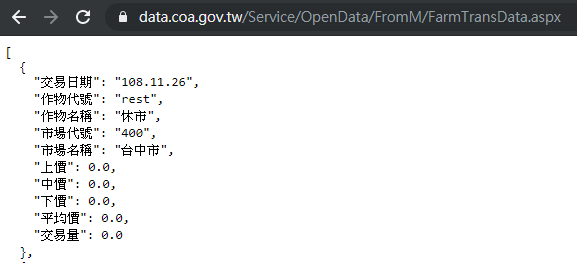 data.coa.gov.tw/Service/OpenData/FromM/FarmTransData.aspx
[
{
"交易日期": "108.11.26",
"作物代號": "rest",
"作物名稱": "休市",
"市場代號": "400",
"市場名稱": "台中市",
"上價": 0.0,
"中價": 0.0,
"下價": 0.0,
"平均價": 0.0,
"交易量": 0.0
},